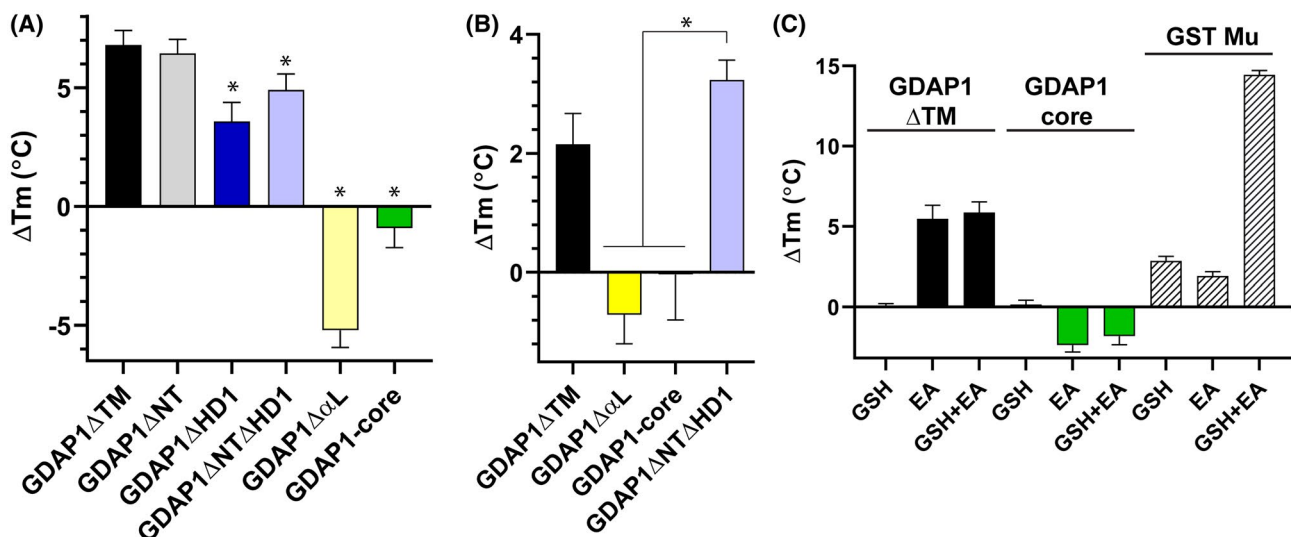 (A)
ΔTm (°C)
5
0
-5
*
*
*
*
GDAP1ΔTM
GDAP1ΔNT
GDAP1ΔHD1
GDAP1ΔNTΔHD1
GDAP1ΔαL
GDAP1-core
(B)
ΔTm (°C)
4
2
0
*
GDAP1ΔTM
GDAP1ΔαL
GDAP1-core
GDAP1ΔNTΔHD1
(C)
ΔTm (°C)
15
10
5
0
GDAP1
ΔTM
GDAP1
core
GST Mu
GSH
EA
GSH+EA
GSH
EA
GSH+EA
GSH
EA
GSH+EA